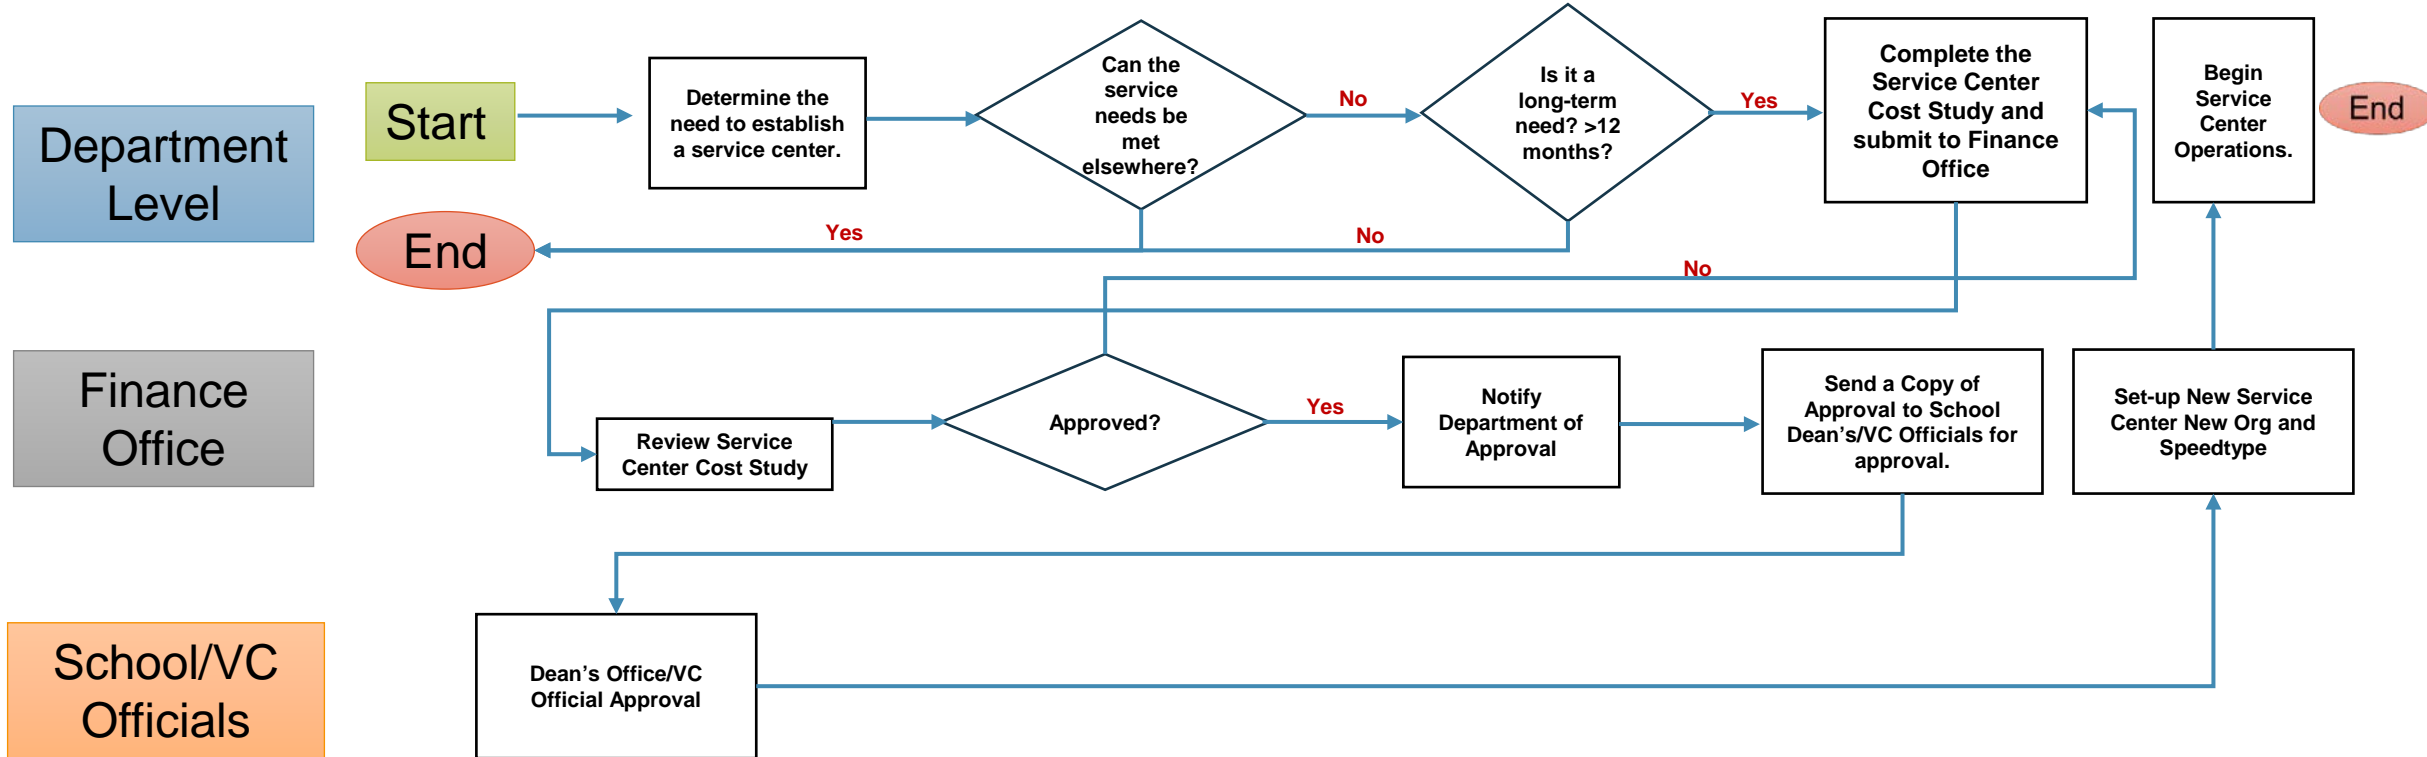 Department
Level
Start
Determine the
need to establish
a service center.
Can the
service
needs be
met
elsewhere?
No
Is it a
long-term
need? >12
months?
Yes
Complete the
Service Center
Cost Study and
submit to Finance
Office
Begin
Service
Center
Operations.
End
End
Yes
No
No
Finance
Office
Review Service
Center Cost Study
Approved?
Yes
Notify
Department of
Approval
Send a Copy of
Approval to School
Dean’s/VC Officials for
approval.
Set-up New Service
Center New Org and
Speedtype
School/VC
Officials
Dean’s Office/VC
Official Approval